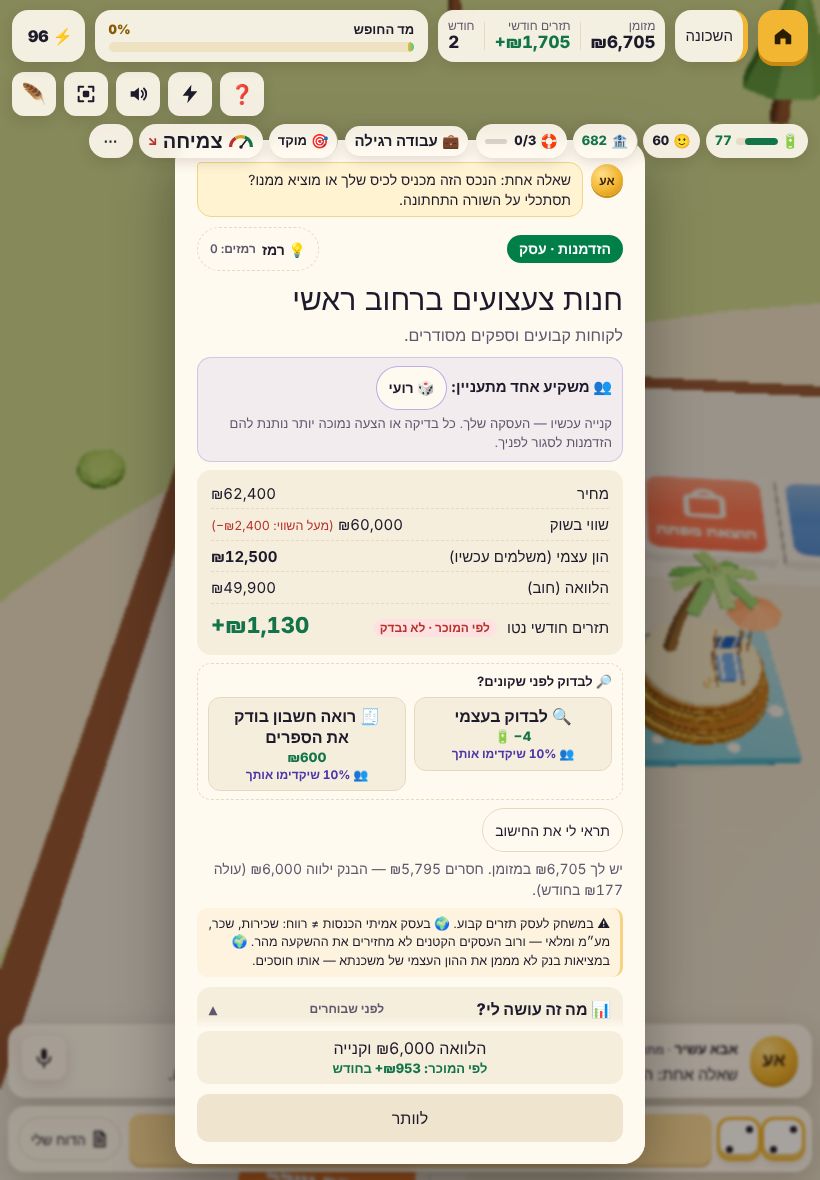 השכונה
מזומן
₪6,705
תזרים חודשי
+₪1,705
חודש
2
מד החופש
0%
96
77
60
682
0/3
עבודה רגילה
מוקד
צמיחה
...
אע
שאלה אחת: הנכס הזה מכניס לכיס שלך או מוציא ממנו?
תסתכלי על השורה התחתונה.
הזדמנות · עסק
רמז רמזים: 0
חנות צעצועים ברחוב ראשי
לקוחות קבועים וספקים מסודרים.
משקיע אחד מתעניין: רועי
קנייה עכשיו — העסקה שלך. כל בדיקה או הצעה נמוכה יותר נותנת להם
הזדמנות לסגור לפניך.
מחיר ₪62,400
שווי בשוק ₪60,000 (מעל השווי: ₪2,400−)
הון עצמי (משלמים עכשיו) ₪12,500
הלוואה (חוב) ₪49,900
תזרים חודשי נטו לפי המוכר · לא נבדק +₪1,130
לבדוק לפני שקונים?
לבדוק בעצמי
−4
10% שיקדימו אותך
רואה חשבון בודק
את הספרים
₪600
10% שיקדימו אותך
תראי לי את החישוב
יש לך ₪6,705 במזומן. חסרים ₪5,795 — הבנק ילווה ₪6,000 (עולה
₪177 בחודש).
במשחק לעסק תזרים קבוע. בעסק אמיתי הכנסות ≠ רווח: שכירות, שכר,
מע״מ ומלאי — ורוב העסקים הקטנים לא מחזירים את ההשקעה מהר.
במציאות בנק לא מממן את ההון העצמי של משכנתא — אותו חוסכים.
מה זה עושה לי? לפני שבוחרים
הלוואה ₪6,000 וקנייה
לפי המוכר: ₪953+ בחודש
לוותר
אע
אבא עשיר
שאלה אחת:
הדוח שלי